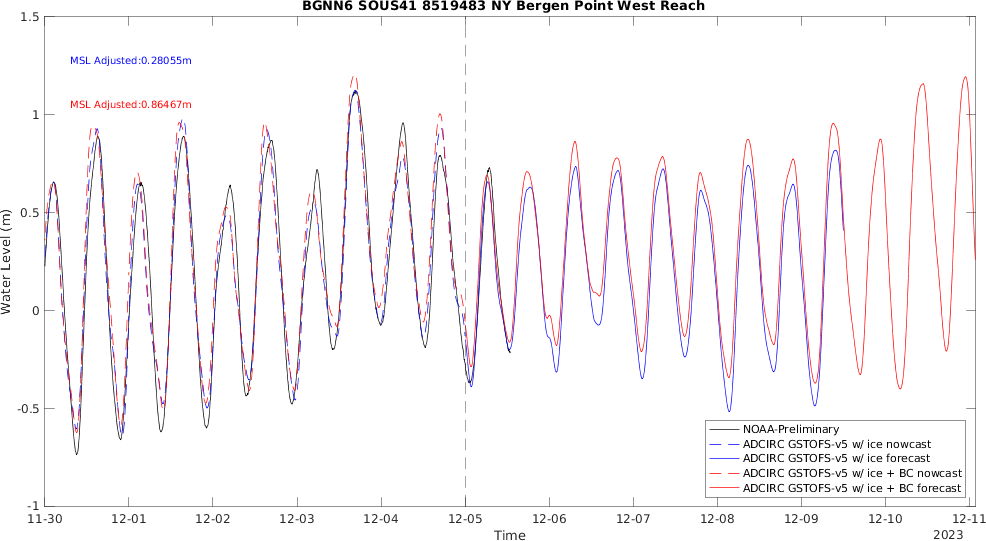 BGNN6 SOUS41 8519483 NY Bergen Point West Reach
1.5
MSL Adjusted:0.28055m
MSL Adjusted:0.86467m
1
0.5
0
-0.5
-1
Water Level (m)
NOAA-Preliminary
ADCIRC GSTOFS-v5 w/ ice nowcast
ADCIRC GSTOFS-v5 w/ ice forecast
ADCIRC GSTOFS-v5 w/ ice + BC nowcast
ADCIRC GSTOFS-v5 w/ ice + BC forecast
11-30 12-01 12-02 12-03 12-04 12-05 12-06 12-07 12-08 12-09 12-10 12-11
Time
2023